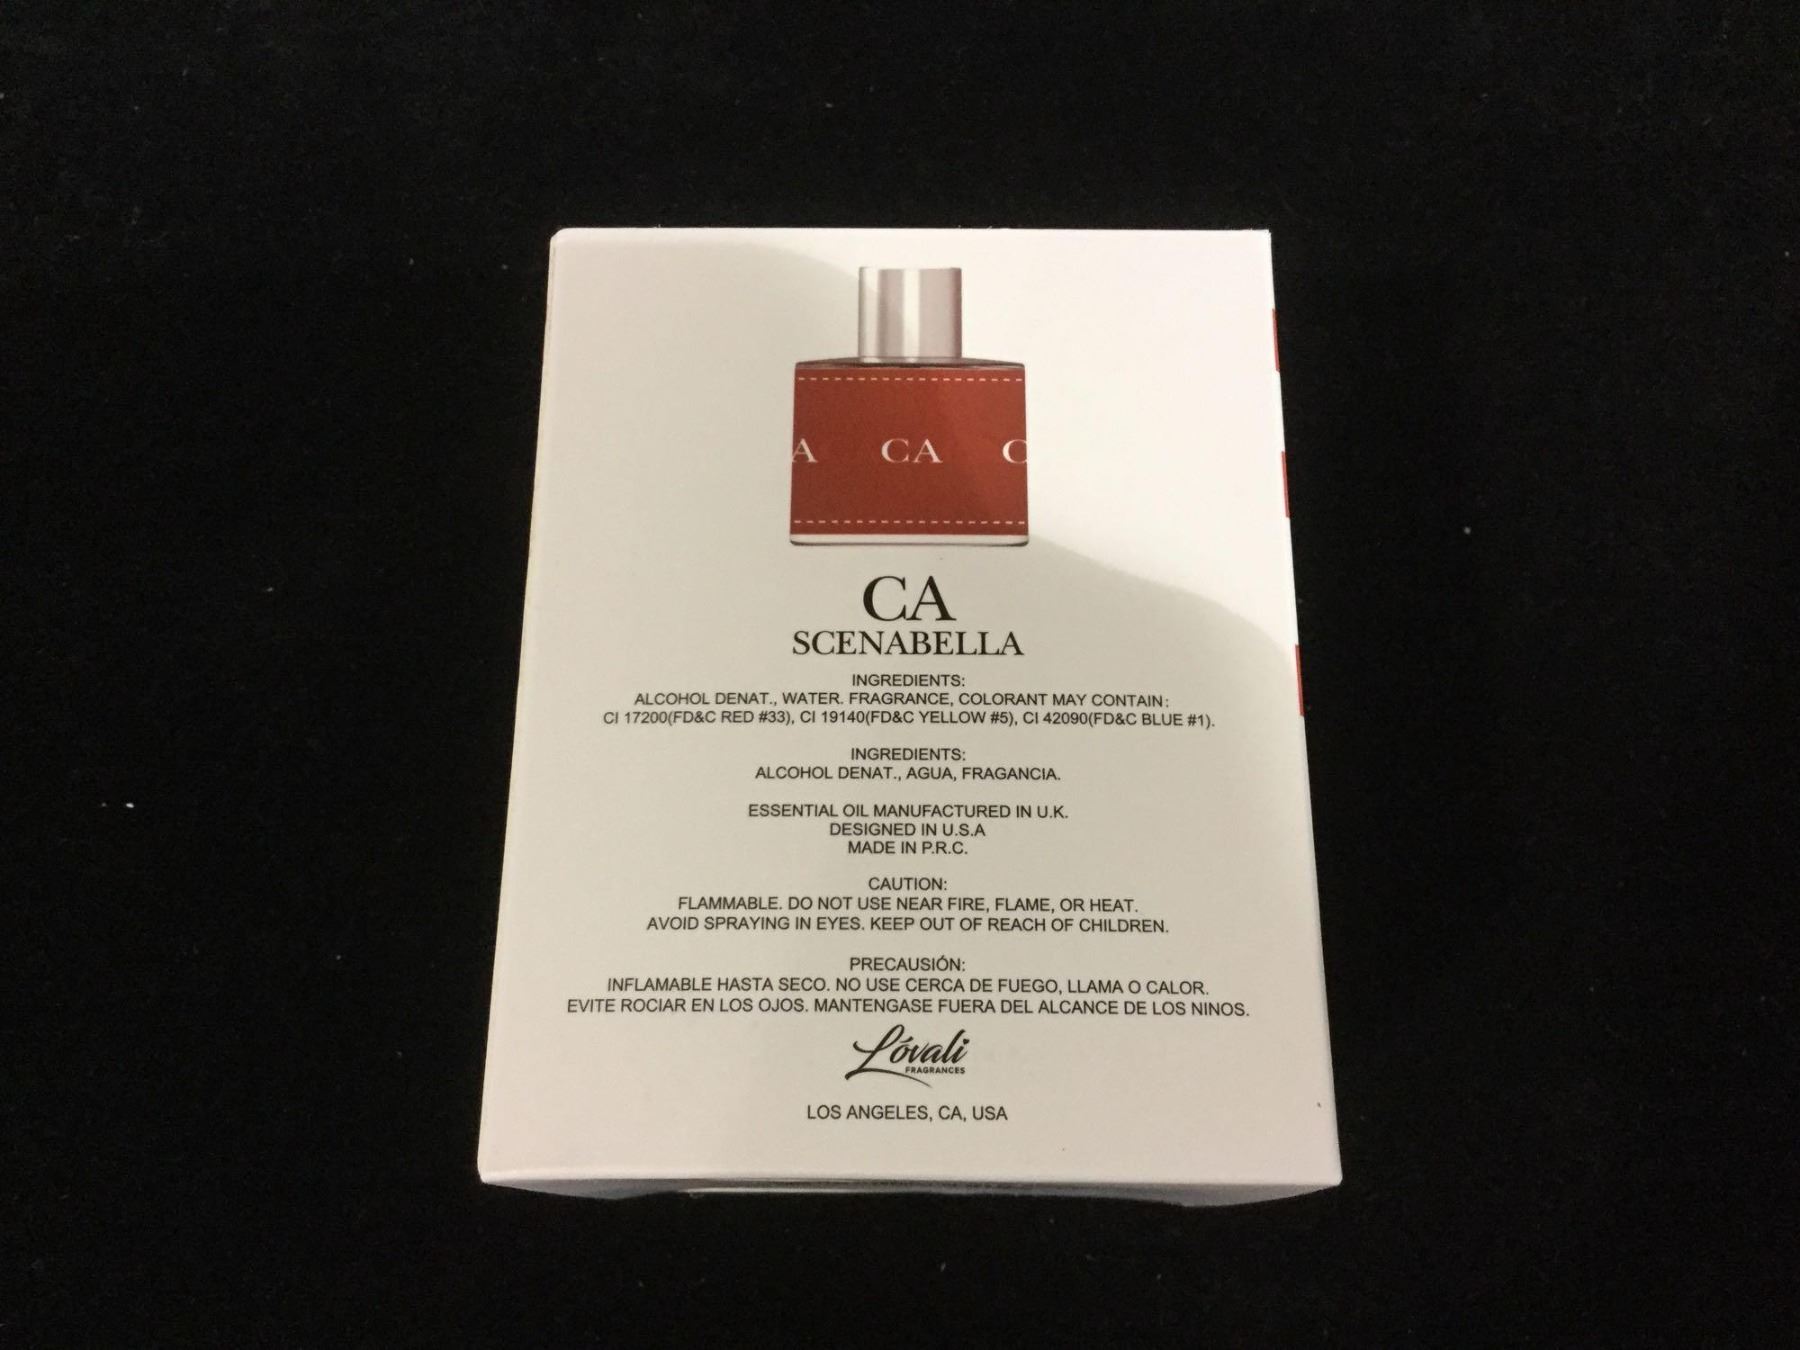 A CA C
CA
SCENABELLA
INGREDIENTS:
ALCOHOL DENAT., WATER. FRAGRANCE, COLORANT MAY CONTAIN:
CI 17200(FD&C RED #33), CI 19140(FD&C YELLOW #5), CI 42090(FD&C BLUE #1).
INGREDIENTS:
ALCOHOL DENAT., AGUA, FRAGANCIA.
ESSENTIAL OIL MANUFACTURED IN U.K.
DESIGNED IN U.S.A
MADE IN P.R.C.
CAUTION:
FLAMMABLE. DO NOT USE NEAR FIRE, FLAME, OR HEAT.
AVOID SPRAYING IN EYES. KEEP OUT OF REACH OF CHILDREN.
PRECAUSIÓN:
INFLAMABLE HASTA SECO. NO USE CERCA DE FUEGO, LLAMA O CALOR.
EVITE ROCIAR EN LOS OJOS. MANTENGASE FUERA DEL ALCANCE DE LOS NINOS.
Lóvali
FRAGRANCES
LOS ANGELES, CA, USA